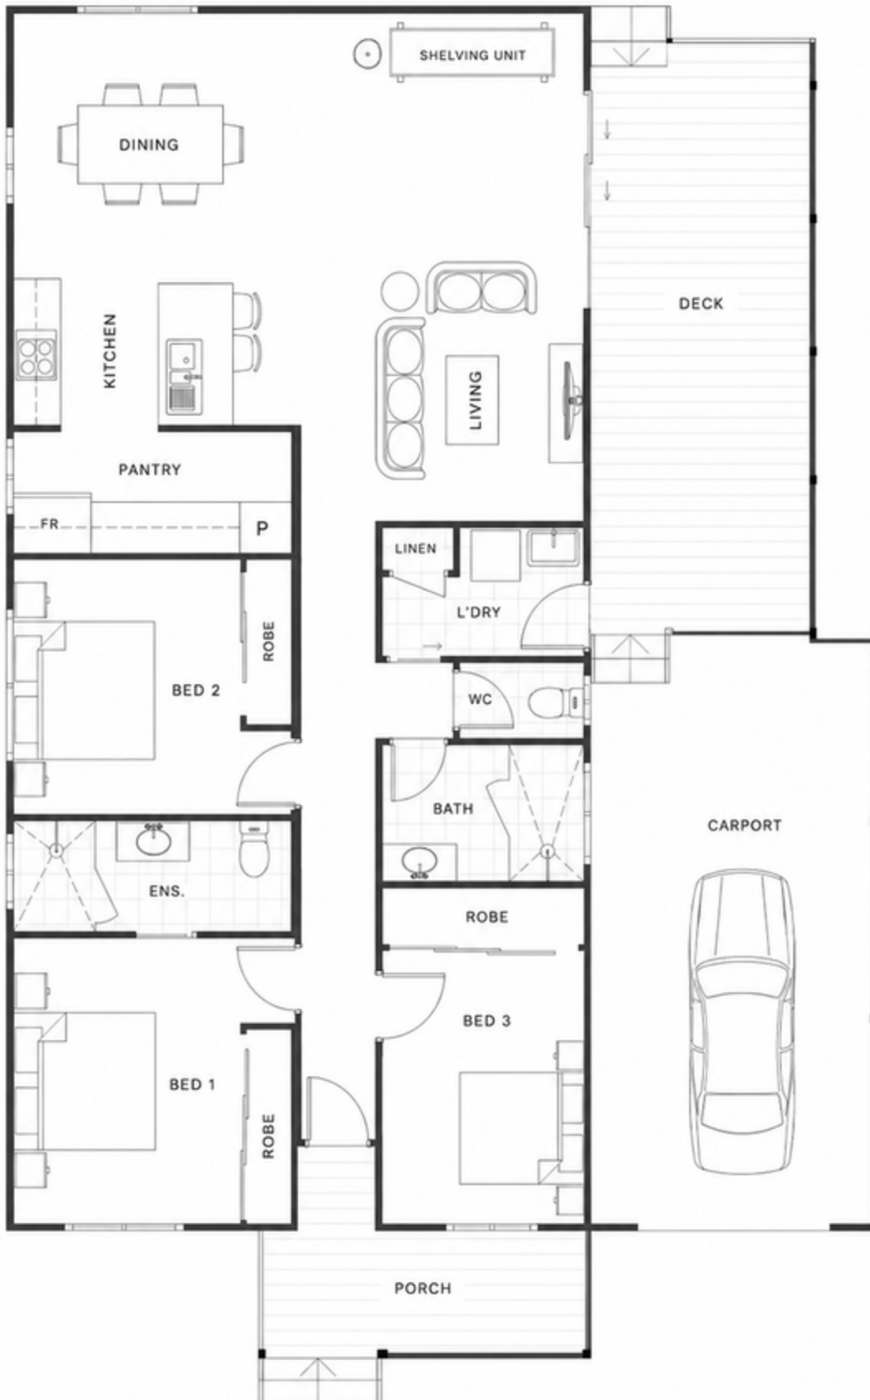 SHELVING UNIT
DINING
DECK
KITCHEN
LIVING
PANTRY
FR
P
LINEN
L'DRY
ROBE
BED 2
WC
BATH
CARPORT
ENS.
ROBE
BED 3
BED 1
ROBE
PORCH